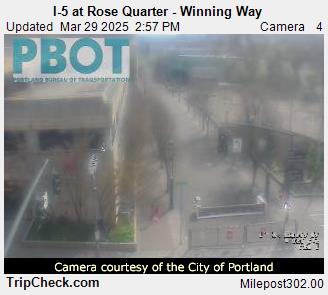 I-5 at Rose Quarter - Winning Way
Updated Mar 29 2025 2:57 PM Camera 4
PBOT
PORTLAND BUREAU OF TRANSPORTATION
Camera courtesy of the City of Portland
TripCheck.com Milepost302.00